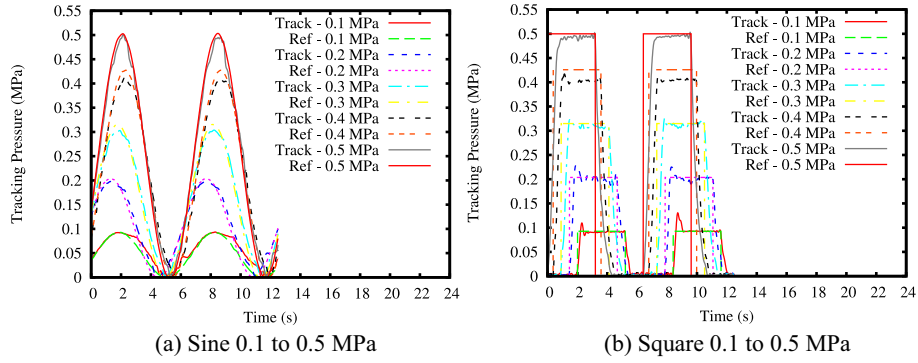 0.55
0.5
0.45
0.4
0.35
0.3
0.25
0.2
0.15
0.1
0.05
0
Tracking Pressure (MPa)
Track - 0.1 MPa
Ref - 0.1 MPa
Track - 0.2 MPa
Ref - 0.2 MPa
Track - 0.3 MPa
Ref - 0.3 MPa
Track - 0.4 MPa
Ref - 0.4 MPa
Track - 0.5 MPa
Ref - 0.5 MPa
0 2 4 6 8 10 12 14 16 18 20 22 24
Time (s)
(a) Sine 0.1 to 0.5 MPa
0.55
0.5
0.45
0.4
0.35
0.3
0.25
0.2
0.15
0.1
0.05
0
Tracking Pressure (MPa)
Track - 0.1 MPa
Ref - 0.1 MPa
Track - 0.2 MPa
Ref - 0.2 MPa
Track - 0.3 MPa
Ref - 0.3 MPa
Track - 0.4 MPa
Ref - 0.4 MPa
Track - 0.5 MPa
Ref - 0.5 MPa
0 2 4 6 8 10 12 14 16 18 20 22 24
Time (s)
(b) Square 0.1 to 0.5 MPa